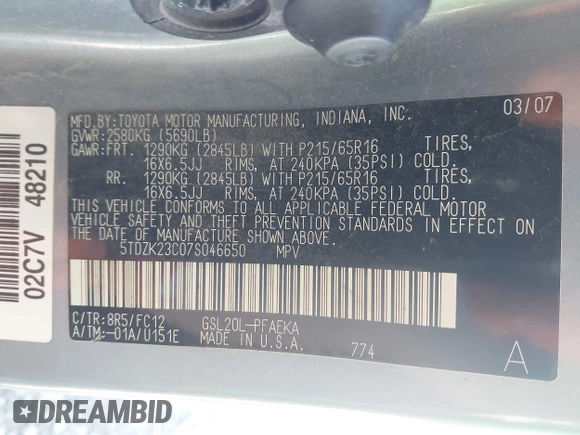 MFD.BY:TOYOTA MOTOR MANUFACTURING, INDIANA, INC. 03/07
GVWR:2580KG (5690LB)
GAWR:FRT. 1290KG (2845LB) WITH P215/65R16 TIRES,
16X6.5JJ RIMS, AT 240KPA (35PSI) COLD.
RR. 1290KG (2845LB) WITH P215/65R16 TIRES,
16X6.5JJ RIMS, AT 240KPA (35PSI) COLD.
THIS VEHICLE CONFORMS TO ALL APPLICABLE FEDERAL MOTOR
VEHICLE SAFETY AND THEFT PREVENTION STANDARDS IN EFFECT ON THE
DATE OF MANUFACTURE SHOWN ABOVE.
5TDZK23C07S046650 MPV
C/TR:8R5/FC12 GSL20L-PFAEKA
A/TM:-01A/U151E MADE IN U.S.A. 774 A
02C7V 48210
DREAMBID